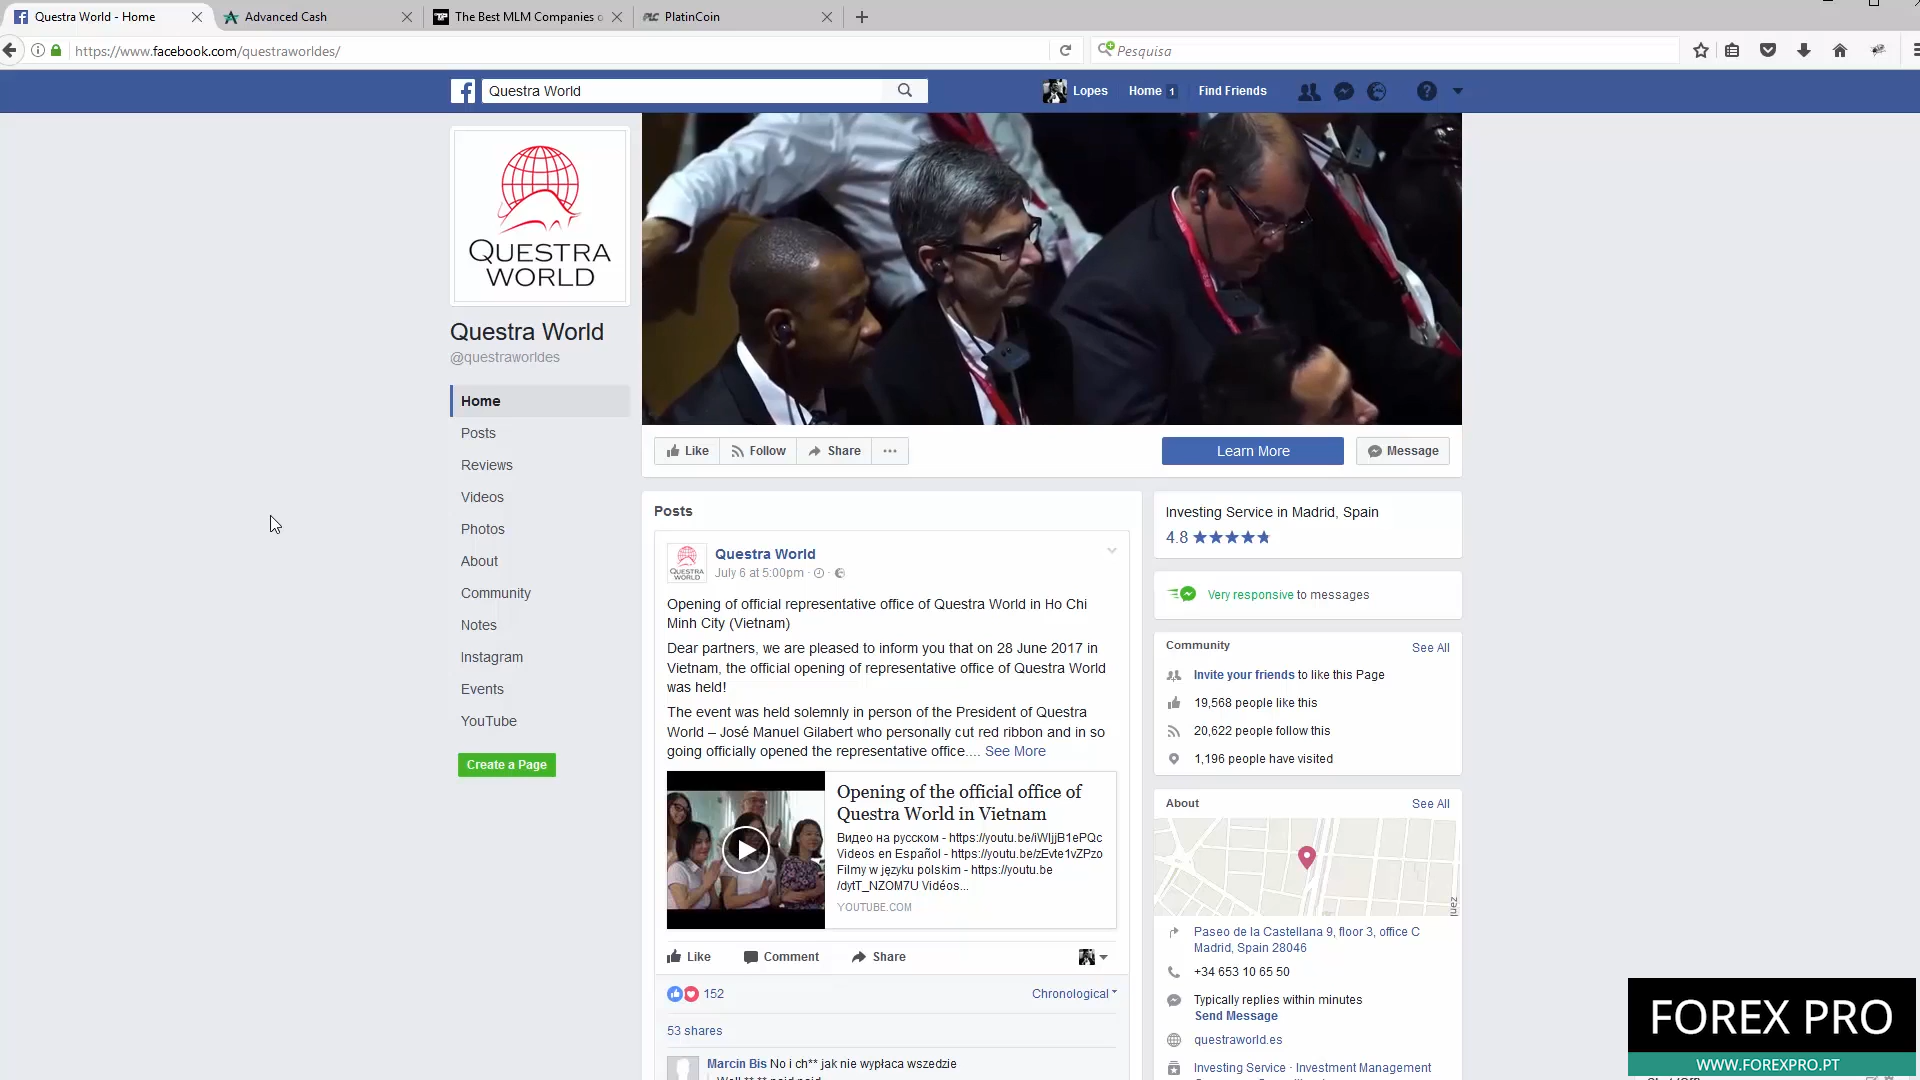 Questra World - Home
Advanced Cash
The Best MLM Companies
PLC PlatinCoin
https://www.facebook.com/questraworldes/
Pesquisa
Questra World
Lopes
Home 1
Find Friends
QUESTRA
WORLD
Questra World
@questraworldes
Home
Posts
Reviews
Videos
Photos
About
Community
Notes
Instagram
Events
YouTube
Create a Page
Like
Follow
Share
Learn More
Message
Posts
Questra World
July 6 at 5:00pm
QUESTRA
WORLD
Opening of official representative office of Questra World in Ho Chi
Minh City (Vietnam)
Dear partners, we are pleased to inform you that on 28 June 2017 in
Vietnam, the official opening of representative office of Questra World
was held!
The event was held solemnly in person of the President of Questra
World – José Manuel Gilabert who personally cut red ribbon and in so
going officially opened the representative office.... See More
Opening of the official office of
Questra World in Vietnam
Видео на русском - https://youtu.be/iWIjjB1ePQc
Videos en Español - https://youtu.be/zEvte1vZPzo
Filmy w języku polskim - https://youtu.be
/dytT_NZOM7U Vidéos...
YOUTUBE.COM
Like
Comment
Share
152
Chronological
53 shares
Marcin Bis No i ch** jak nie wypłaca wszedzie
Investing Service in Madrid, Spain
4.8
Very responsive to messages
Community
See All
Invite your friends to like this Page
19,568 people like this
20,622 people follow this
1,196 people have visited
About
See All
Paseo de la Castellana 9, floor 3, office C
Madrid, Spain 28046
+34 653 10 65 50
Typically replies within minutes
Send Message
questraworld.es
Investing Service · Investment Management
FOREX PRO
WWW.FOREXPRO.PT